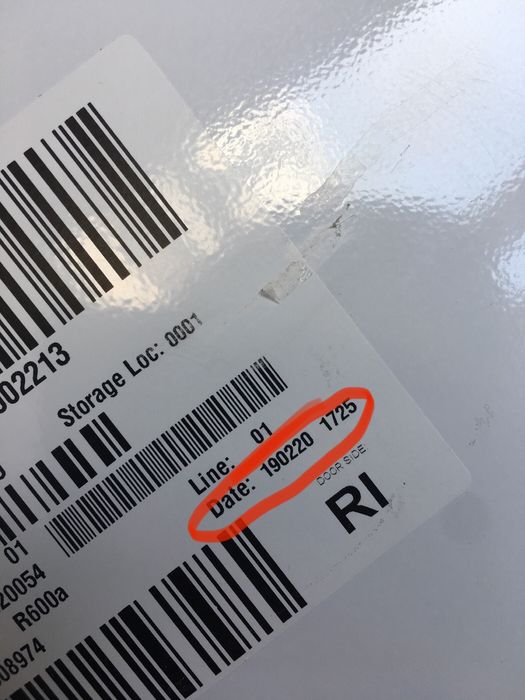 02213
Storage Loc: 0001
01
Line: 01
Date: 190220 1725
20054
R600a
DOOR SIDE:
RI
08974